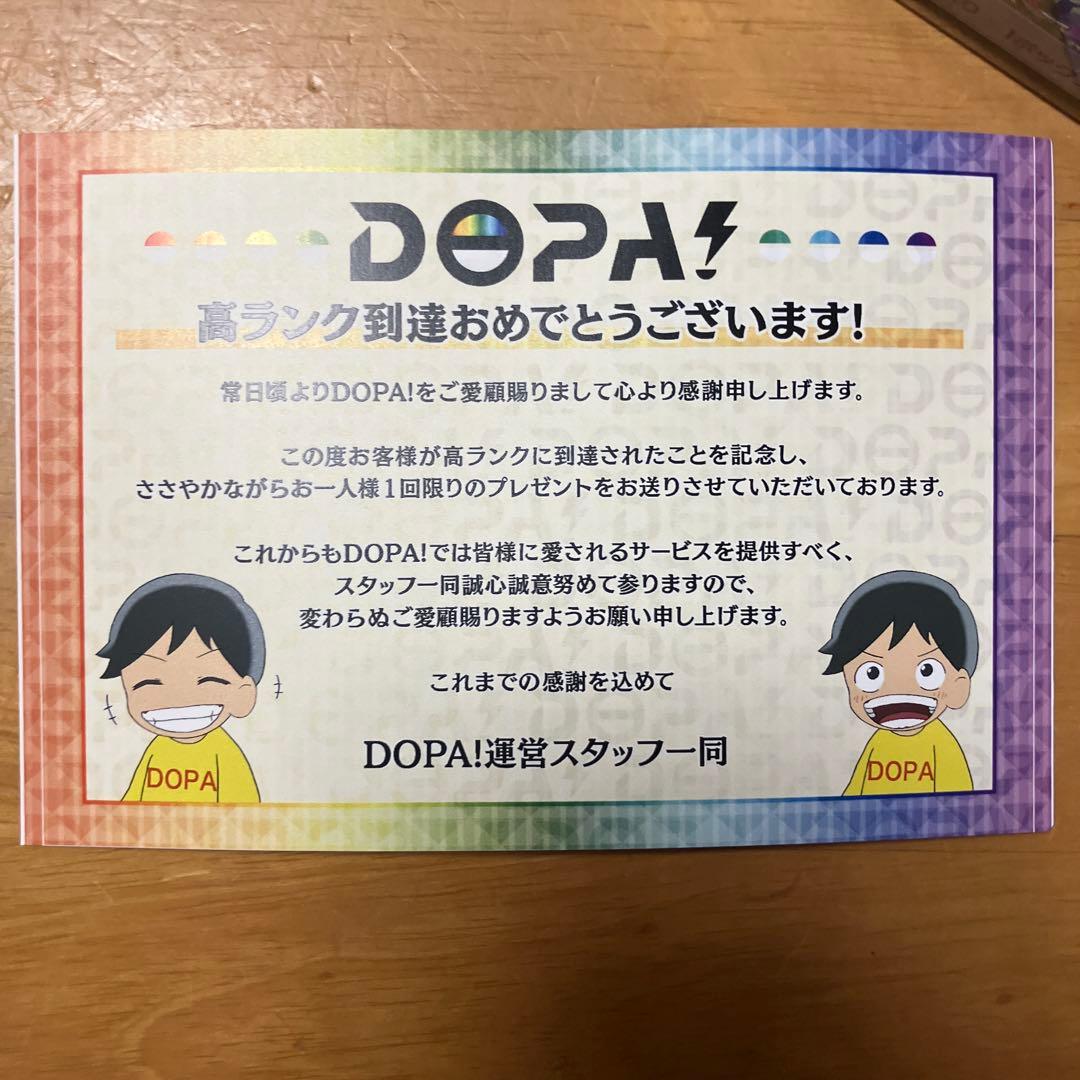 DOPA!
高ランク到達おめでとうございます!
常日頃よりDOPA!をご愛顧賜りまして心より感謝申し上げます。
この度お客様が高ランクに到達されたことを記念し、
ささやかながらお一人様1回限りのプレゼントをお送りさせていただいております。
これからもDOPA!では皆様に愛されるサービスを提供すべく、
スタッフ一同誠心誠意努めて参りますので、
変わらぬご愛顧賜りますようお願い申し上げます。
これまでの感謝を込めて
DOPA!運営スタッフ一同
DOPA
DOPA